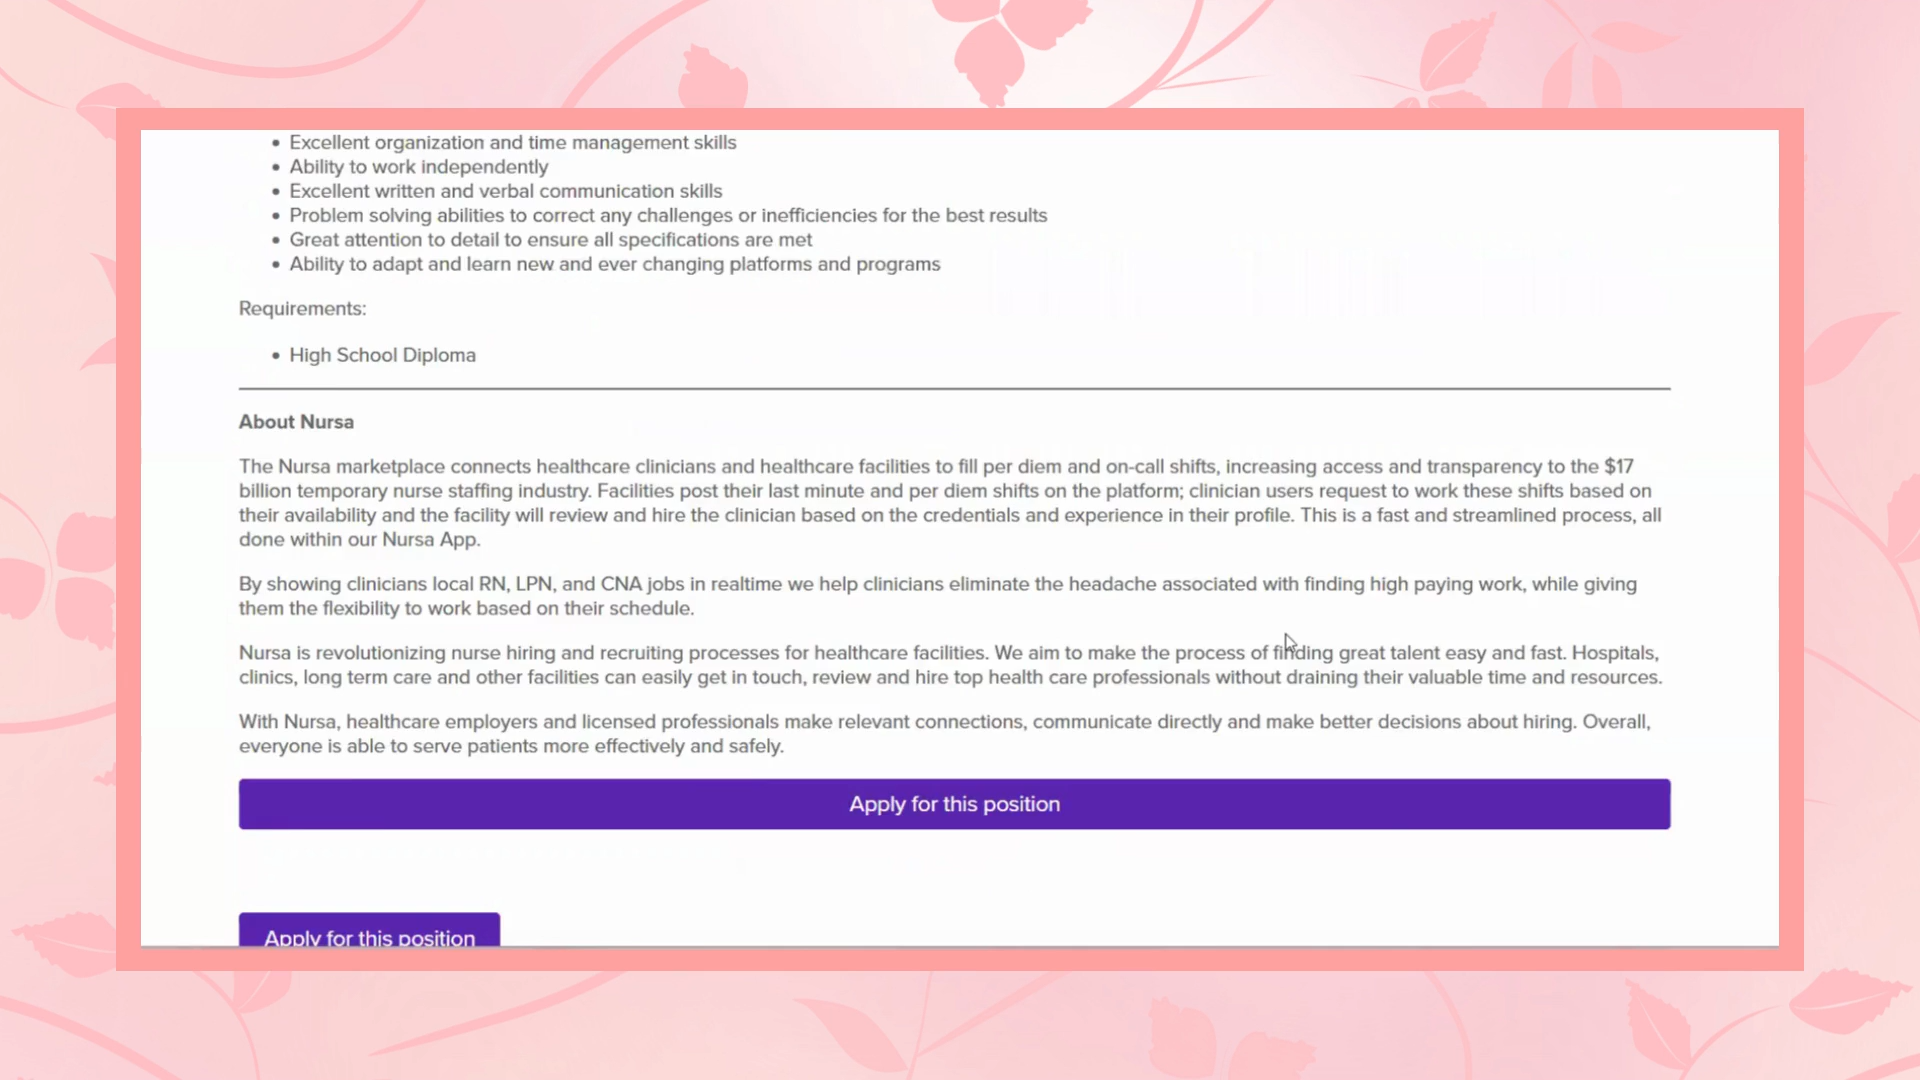 • Excellent organization and time management skills
• Ability to work independently
• Excellent written and verbal communication skills
• Problem solving abilities to correct any challenges or inefficiencies for the best results
• Great attention to detail to ensure all specifications are met
• Ability to adapt and learn new and ever changing platforms and programs
Requirements:
• High School Diploma
About Nursa
The Nursa marketplace connects healthcare clinicians and healthcare facilities to fill per diem and on-call shifts, increasing access and transparency to the $17
billion temporary nurse staffing industry. Facilities post their last minute and per diem shifts on the platform; clinician users request to work these shifts based on
their availability and the facility will review and hire the clinician based on the credentials and experience in their profile. This is a fast and streamlined process, all
done within our Nursa App.
By showing clinicians local RN, LPN, and CNA jobs in realtime we help clinicians eliminate the headache associated with finding high paying work, while giving
them the flexibility to work based on their schedule.
Nursa is revolutionizing nurse hiring and recruiting processes for healthcare facilities. We aim to make the process of finding great talent easy and fast. Hospitals,
clinics, long term care and other facilities can easily get in touch, review and hire top health care professionals without draining their valuable time and resources.
With Nursa, healthcare employers and licensed professionals make relevant connections, communicate directly and make better decisions about hiring. Overall,
everyone is able to serve patients more effectively and safely.
Apply for this position
Apply for this position